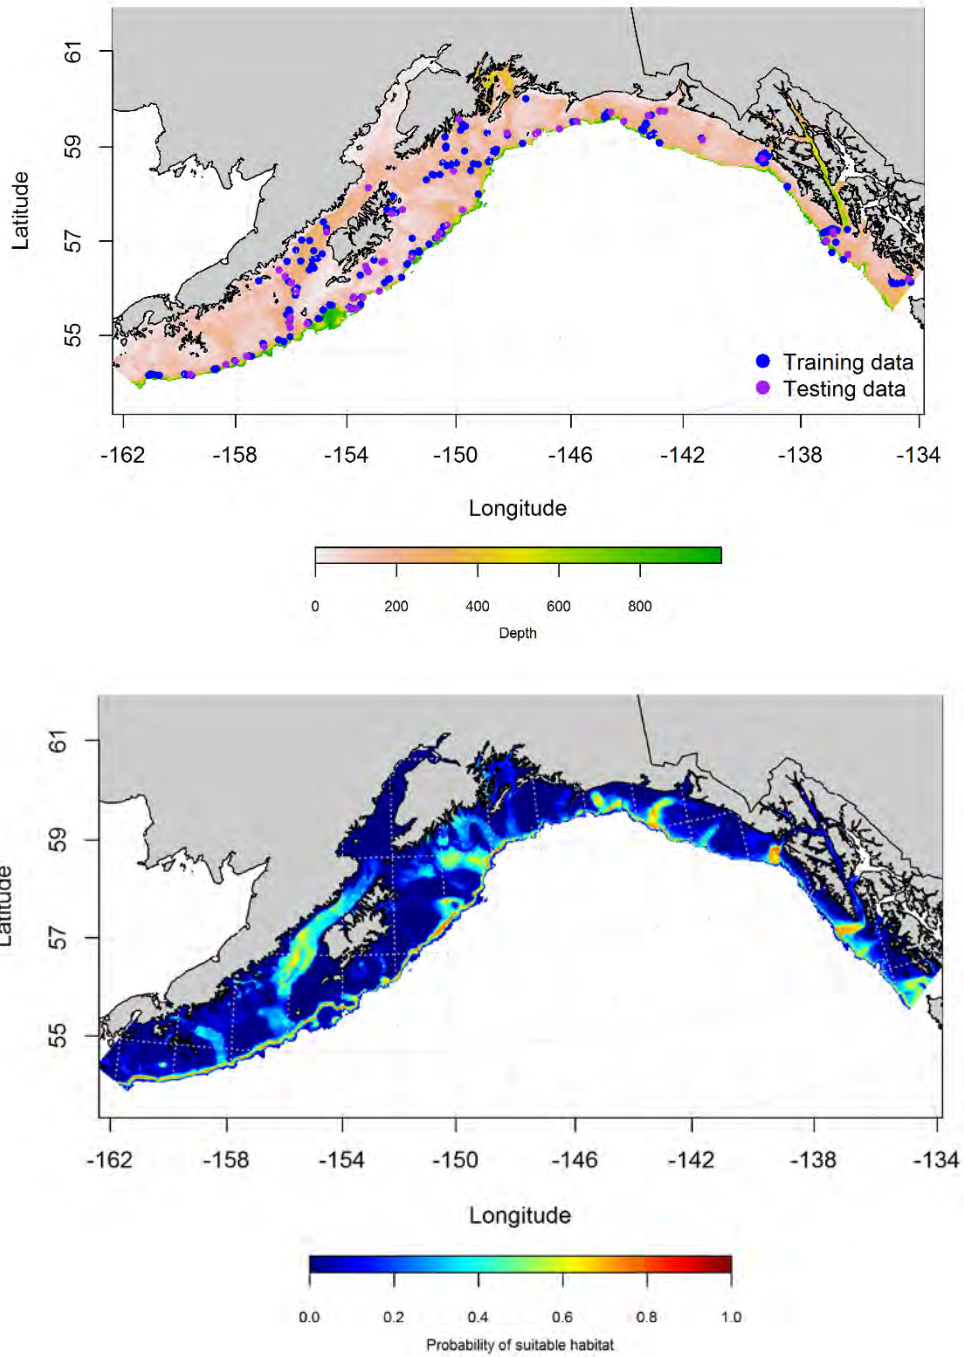 61
59
57
55
Latitude
Training data
Testing data
-162 -158 -154 -150 -146 -142 -138 -134
Longitude
0 200 400 600 800
Depth
61
59
57
55
Latitude
-162 -158 -154 -150 -146 -142 -138 -134
Longitude
0.0 0.2 0.4 0.6 0.8 1.0
Probability of suitable habitat